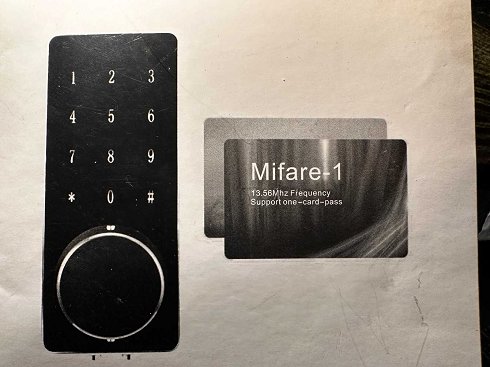 1 2 3
4 5 6
7 8 9
* 0 #
Mifare-1
13.56Mhz Frequency
Support one-card-pass